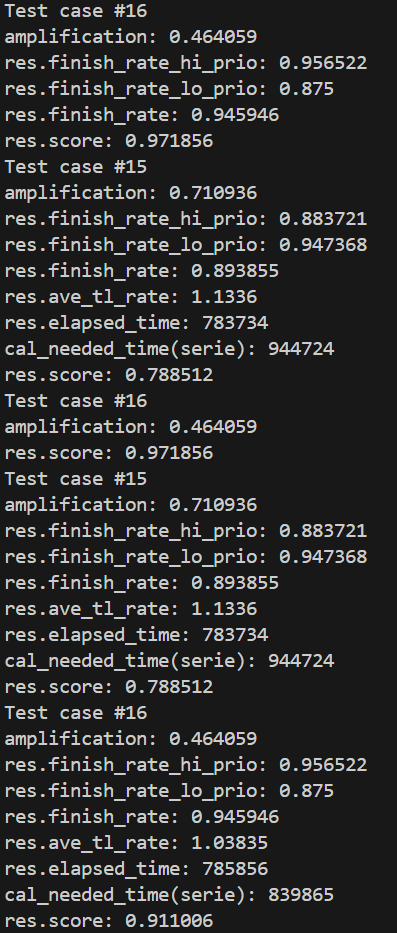 Test case #16
amplification: 0.464059
res.finish_rate_hi_prio: 0.956522
res.finish_rate_lo_prio: 0.875
res.finish_rate: 0.945946
res.score: 0.971856
Test case #15
amplification: 0.710936
res.finish_rate_hi_prio: 0.883721
res.finish_rate_lo_prio: 0.947368
res.finish_rate: 0.893855
res.ave_tl_rate: 1.1336
res.elapsed_time: 783734
cal_needed_time(serie): 944724
res.score: 0.788512
Test case #16
amplification: 0.464059
res.score: 0.971856
Test case #15
amplification: 0.710936
res.finish_rate_hi_prio: 0.883721
res.finish_rate_lo_prio: 0.947368
res.finish_rate: 0.893855
res.ave_tl_rate: 1.1336
res.elapsed_time: 783734
cal_needed_time(serie): 944724
res.score: 0.788512
Test case #16
amplification: 0.464059
res.finish_rate_hi_prio: 0.956522
res.finish_rate_lo_prio: 0.875
res.finish_rate: 0.945946
res.ave_tl_rate: 1.03835
res.elapsed_time: 785856
cal_needed_time(serie): 839865
res.score: 0.911006